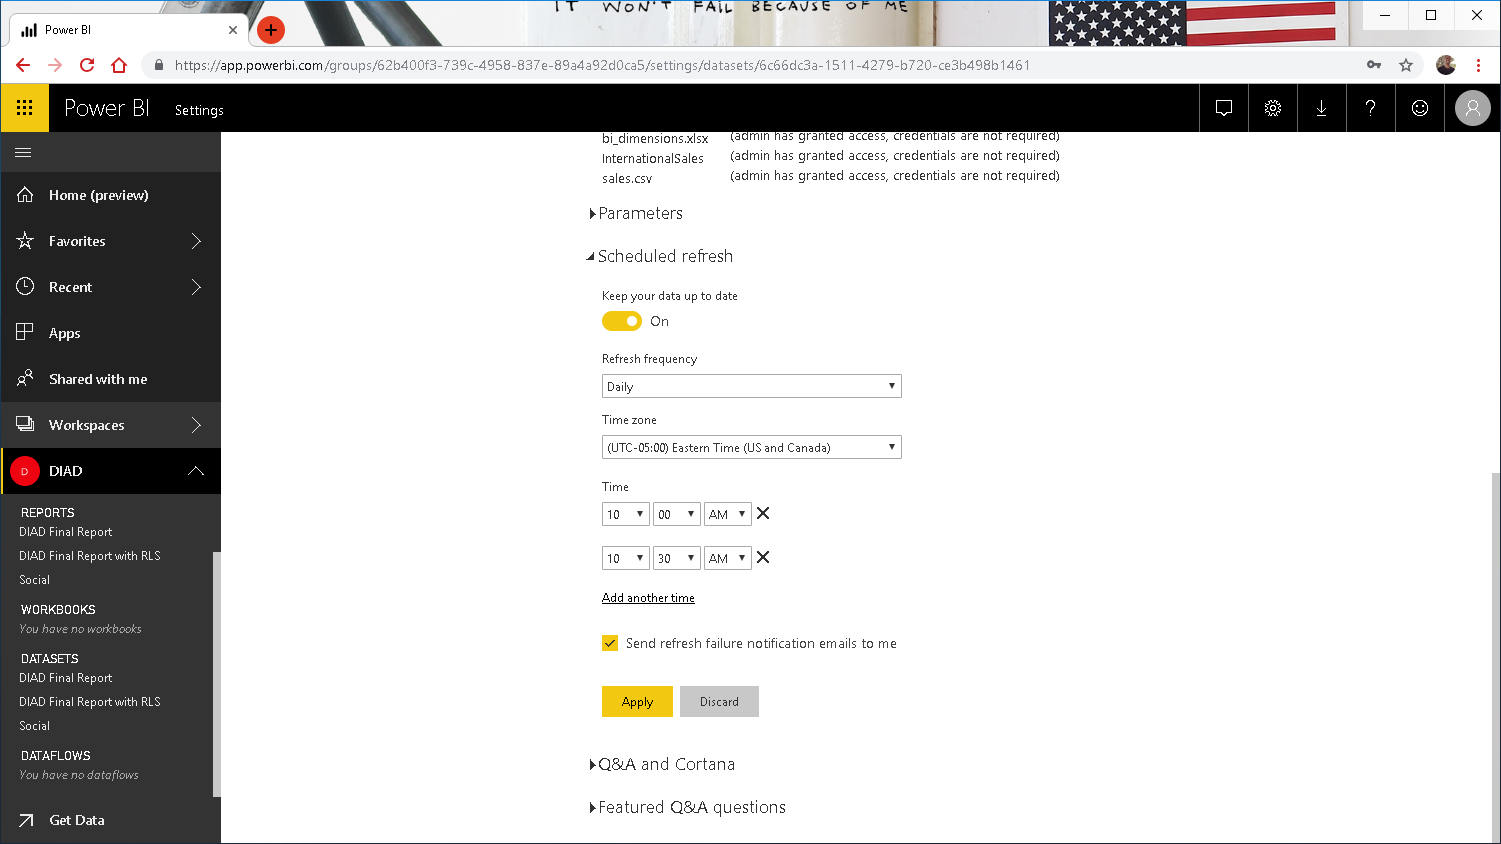 IT WON'T FAIL BECAUSE OF ME
Power BI
https://app.powerbi.com/groups/62b400f3-739c-4958-837e-89a4a92d0ca5/settings/datasets/6c66dc3a-1511-4279-b720-ce3b498b1461
Power BI Settings
Home (preview)
Favorites
Recent
Apps
Shared with me
Workspaces
D DIAD
REPORTS
DIAD Final Report
DIAD Final Report with RLS
Social
WORKBOOKS
You have no workbooks
DATASETS
DIAD Final Report
DIAD Final Report with RLS
Social
DATAFLOWS
You have no dataflows
Get Data
bi_dimensions.xlsx (admin has granted access, credentials are not required)
InternationalSales (admin has granted access, credentials are not required)
sales.csv (admin has granted access, credentials are not required)
Parameters
Scheduled refresh
Keep your data up to date
On
Refresh frequency
Daily
Time zone
(UTC-05:00) Eastern Time (US and Canada)
Time
10 00 AM
10 30 AM
Add another time
Send refresh failure notification emails to me
Apply Discard
Q&A and Cortana
Featured Q&A questions